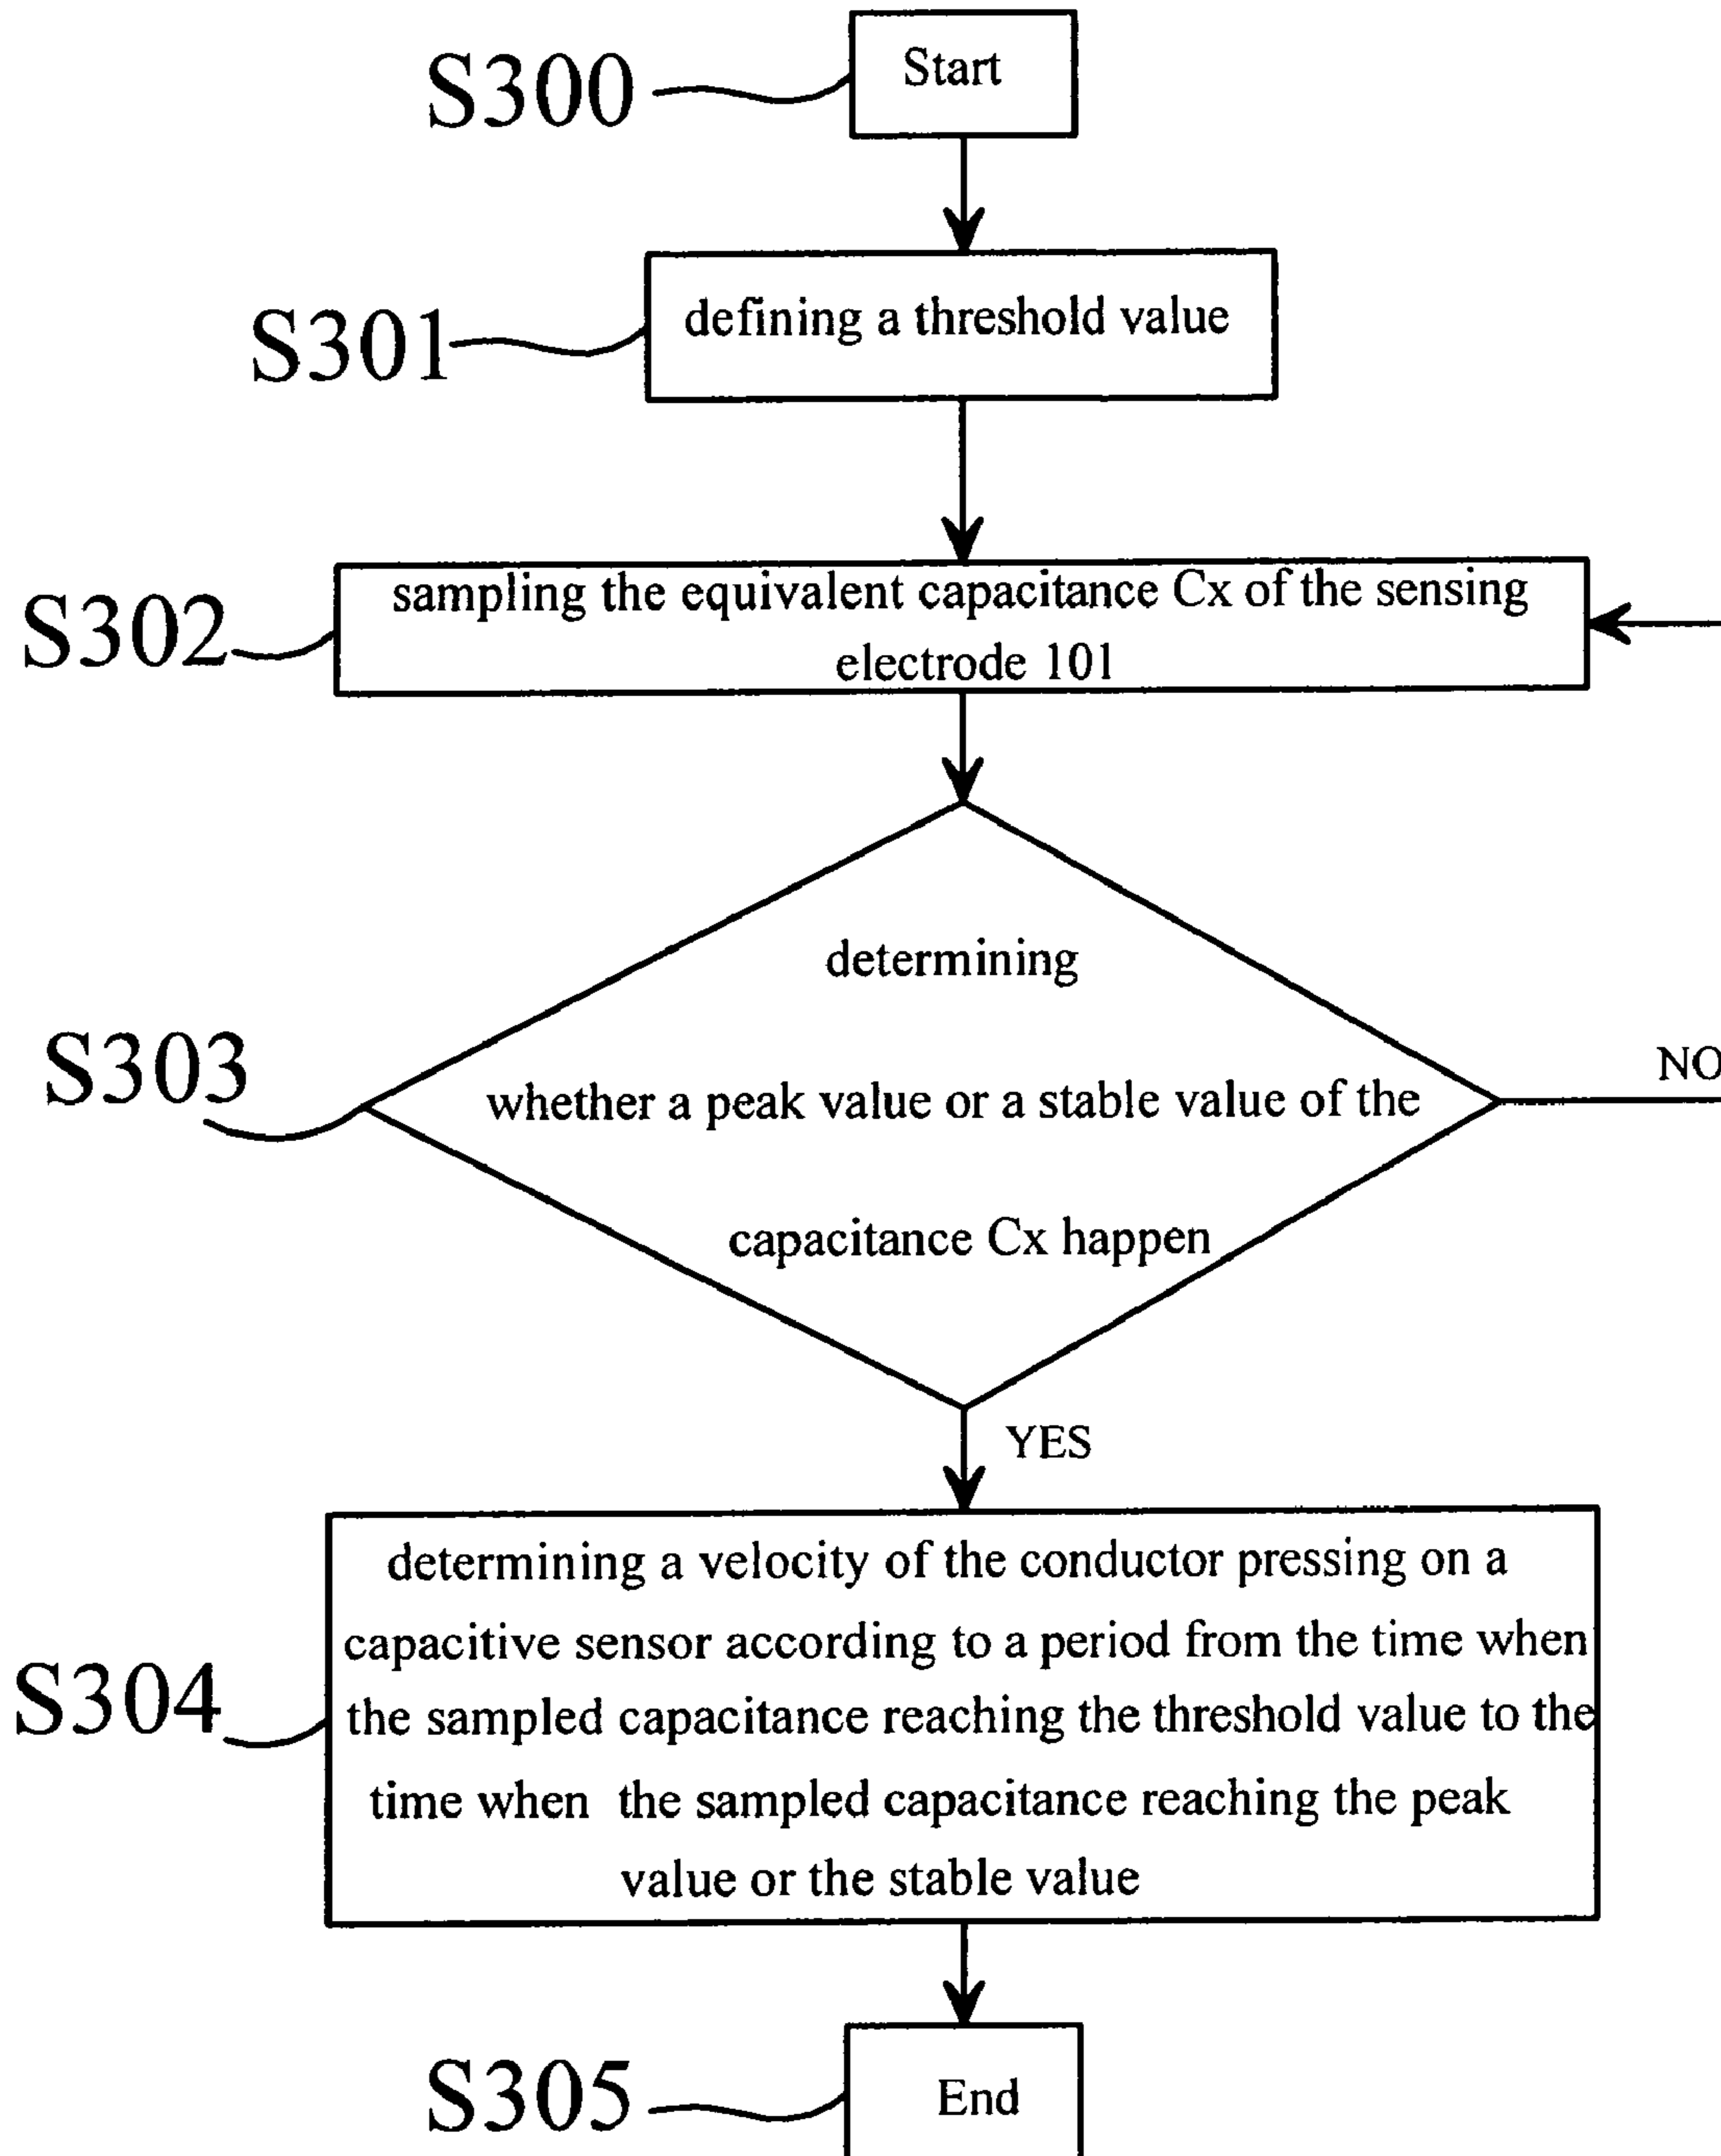 S300
Start
S301
defining a threshold value
S302
sampling the equivalent capacitance Cx of the sensing
electrode 101
S303
determining
whether a peak value or a stable value of the
capacitance Cx happen
NO
YES
S304
determining a velocity of the conductor pressing on a
capacitive sensor according to a period from the time when
the sampled capacitance reaching the threshold value to the
time when the sampled capacitance reaching the peak
value or the stable value
S305
End